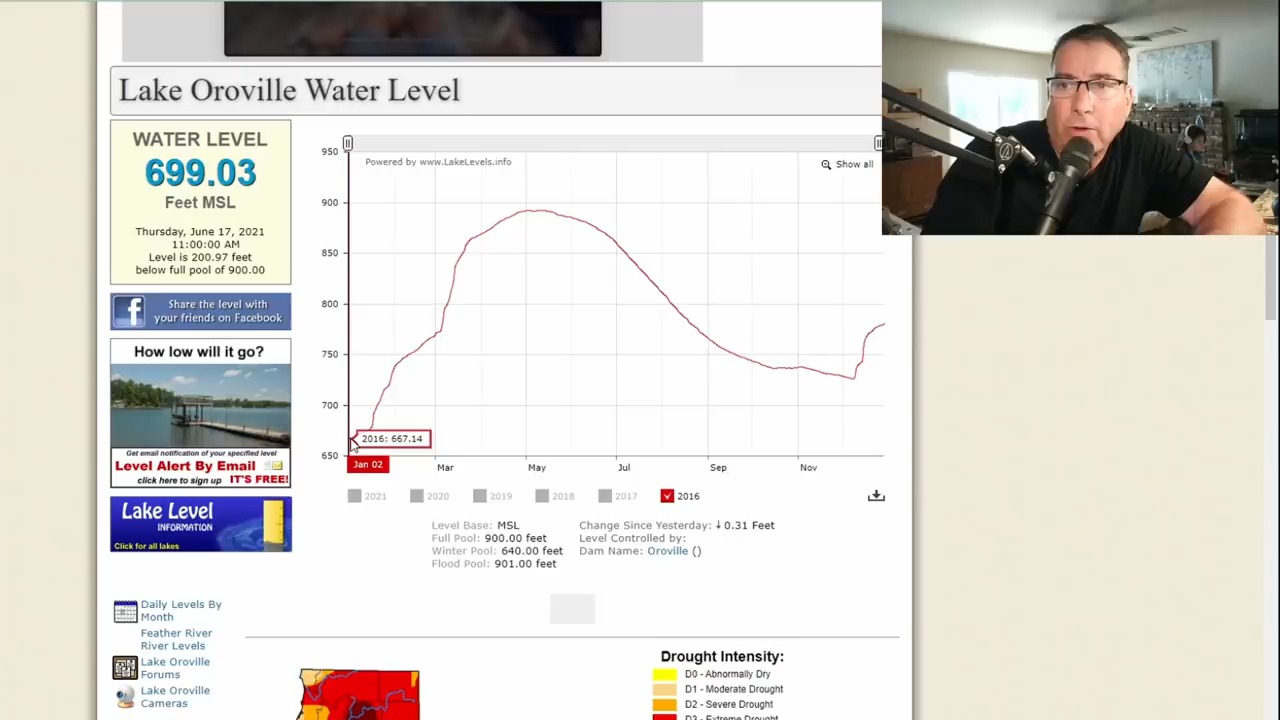 Lake Oroville Water Level
WATER LEVEL
699.03
Feet MSL
Thursday, June 17, 2021
11:00:00 AM
Level is 200.97 feet
below full pool of 900.00
Share the level with
your friends on Facebook
How low will it go?
Get email notification of your specified level
Level Alert By Email
click here to sign up IT'S FREE!
Lake Level
INFORMATION
Click for all lakes
Daily Levels By
Month
Feather River
River Levels
Lake Oroville
Forums
Lake Oroville
Cameras
Powered by www.LakeLevels.info
Show all
950
900
850
800
750
700
650
2016: 667.14
Jan 02
Mar
May
Jul
Sep
Nov
2021
2020
2019
2018
2017
2016
Level Base: MSL
Full Pool: 900.00 feet
Winter Pool: 640.00 feet
Flood Pool: 901.00 feet
Change Since Yesterday: ↓0.31 Feet
Level Controlled by:
Dam Name: Oroville ()
Drought Intensity:
D0 - Abnormally Dry
D1 - Moderate Drought
D2 - Severe Drought
D3 - Extreme Drought